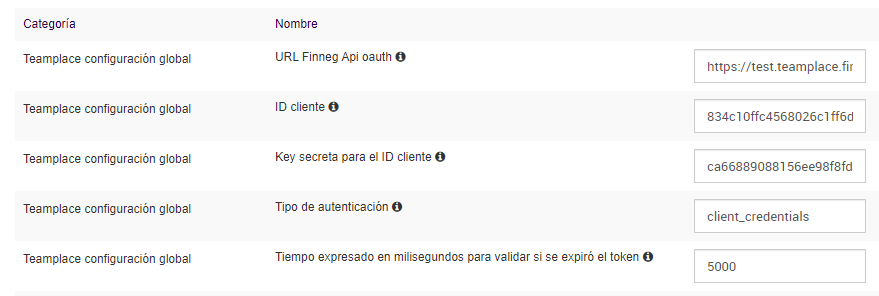 Categoría Nombre
Teamplace configuración global URL Finneg Api oauth https://test.teamplace.fir
Teamplace configuración global ID cliente 834c10ffc4568026c1ff6d
Teamplace configuración global Key secreta para el ID cliente ca66889088156ee98f8fd
Teamplace configuración global Tipo de autenticación client_credentials
Teamplace configuración global Tiempo expresado en milisegundos para validar si se expiró el token 5000